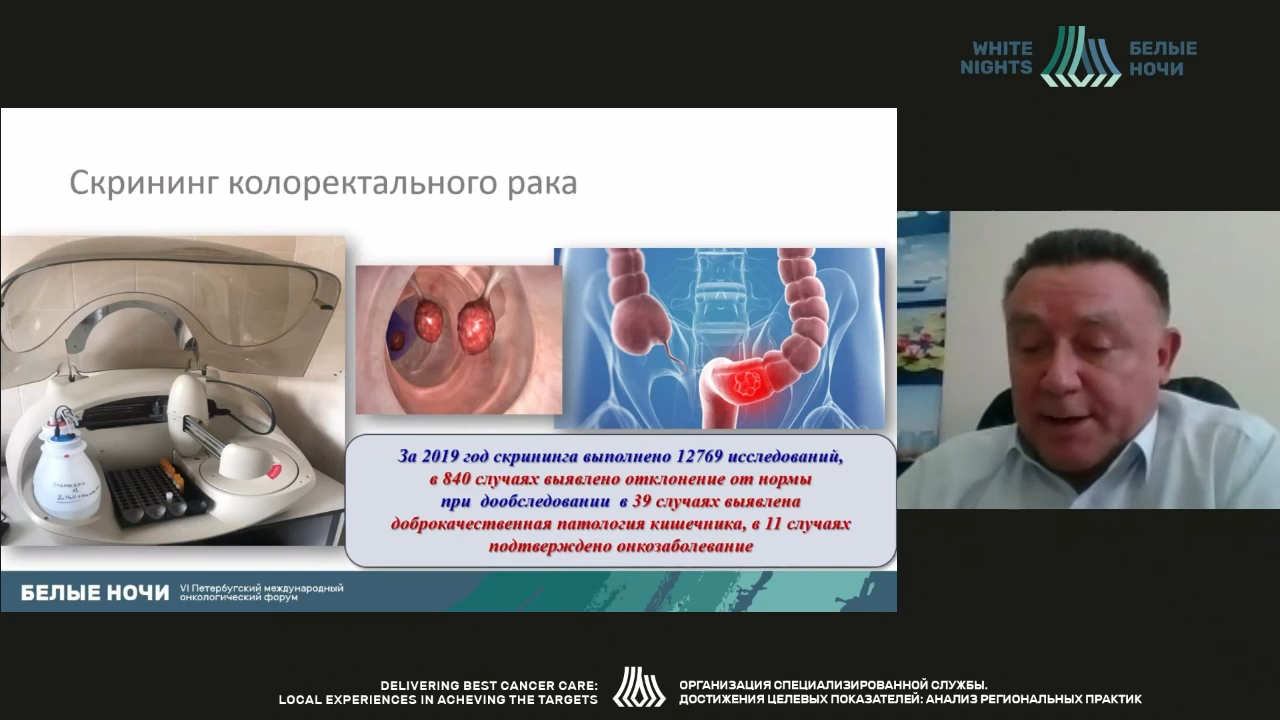 WHITE
NIGHTS
БЕЛЫЕ
НОЧИ
Скрининг колоректального рака
За 2019 год скрининга выполнено 12769 исследований,
в 840 случаях выявлено отклонение от нормы
при дообследовании в 39 случаях выявлена
доброкачественная патология кишечника, в 11 случаях
подтверждено онкозаболевание
БЕЛЫЕ НОЧИ
VI Петербугский международный
онкологический форум
DELIVERING BEST CANCER CARE:
LOCAL EXPERIENCES IN ACHEVING THE TARGETS
ОРГАНИЗАЦИЯ СПЕЦИАЛИЗИРОВАННОЙ СЛУЖБЫ.
ДОСТИЖЕНИЯ ЦЕЛЕВЫХ ПОКАЗАТЕЛЕЙ: АНАЛИЗ РЕГИОНАЛЬНЫХ ПРАКТИК